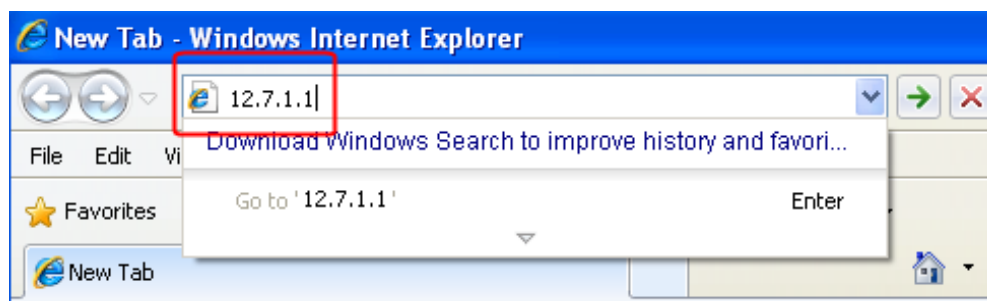 New Tab - Windows Internet Explorer
12.7.1.1
Download Windows Search to improve history and favori...
File Edit Vi
Go to '12.7.1.1' Enter
Favorites
New Tab